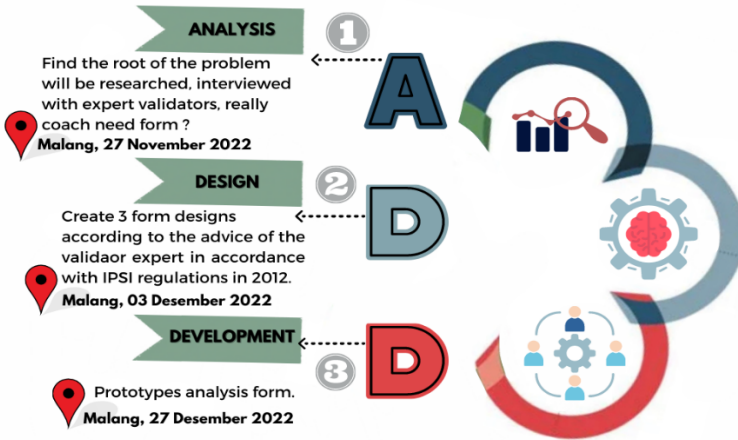 ANALYSIS
1
Find the root of the problem
will be researched, interviewed
with expert validators, really
coach need form ?
Malang, 27 November 2022
A
DESIGN
2
Create 3 form designs
according to the advice of the
validaor expert in accordance
with IPSI regulations in 2012.
Malang, 03 Desember 2022
D
DEVELOPMENT
3
Prototypes analysis form.
Malang, 27 Desember 2022
D